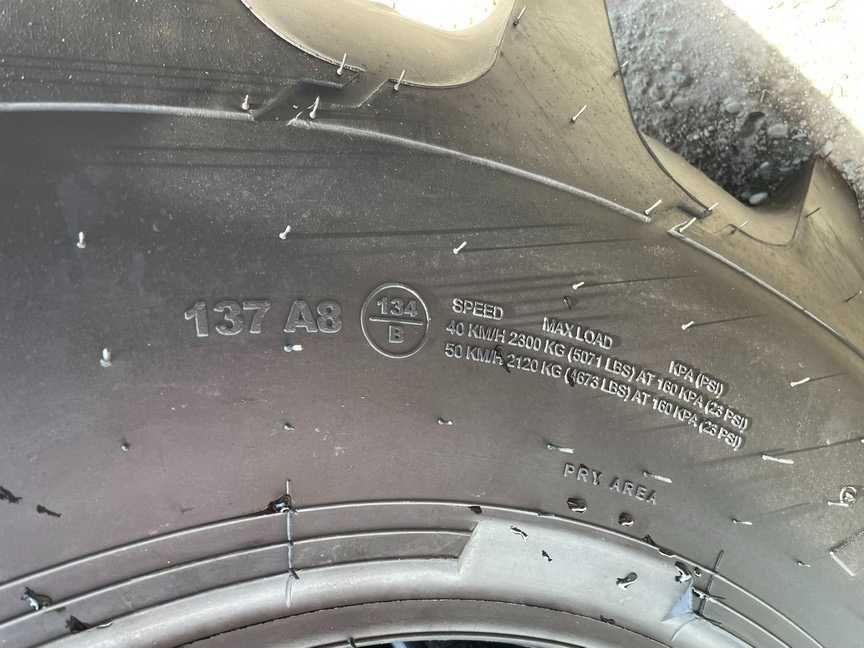 137 A8
134
B
SPEED MAX LOAD KPA (PSI)
40 KM/H 2300 KG (5071 LBS) AT 160 KPA (23 PSI)
50 KM/H 2120 KG (4673 LBS) AT 160 KPA (23 PSI)
PRY AREA